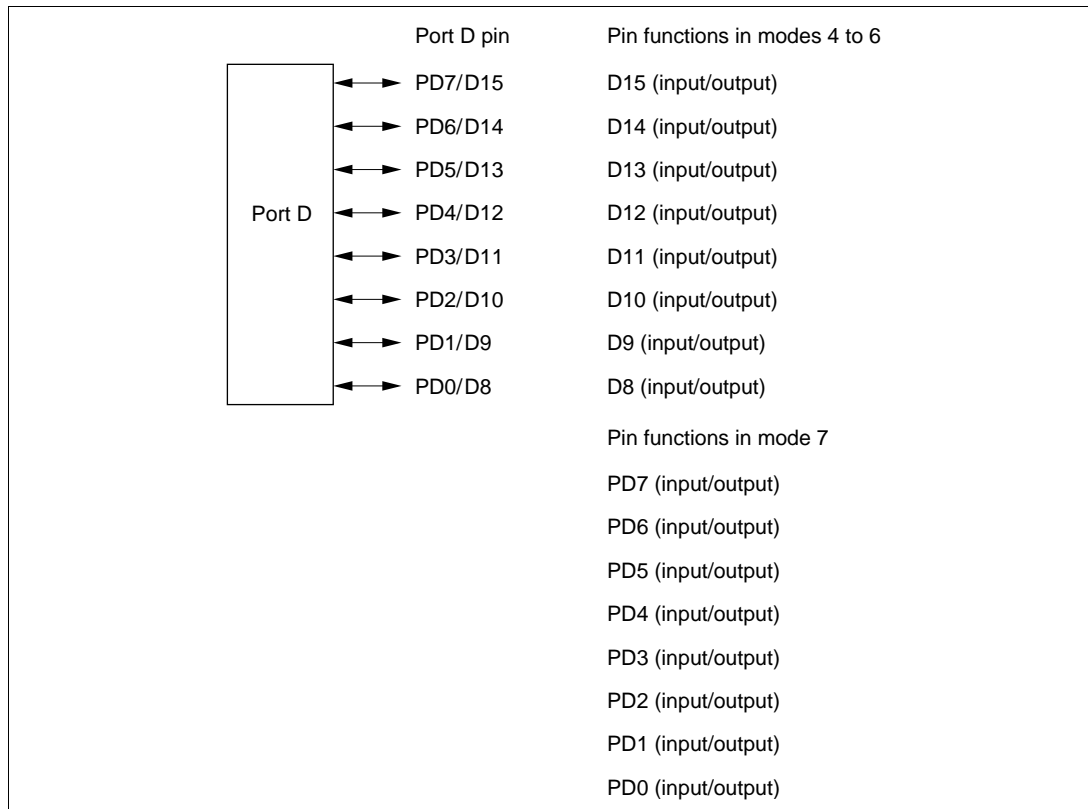 Port D pin Pin functions in modes 4 to 6
PD7/D15 D15 (input/output)
PD6/D14 D14 (input/output)
PD5/D13 D13 (input/output)
Port D PD4/D12 D12 (input/output)
PD3/D11 D11 (input/output)
PD2/D10 D10 (input/output)
PD1/D9 D9 (input/output)
PD0/D8 D8 (input/output)
Pin functions in mode 7
PD7 (input/output)
PD6 (input/output)
PD5 (input/output)
PD4 (input/output)
PD3 (input/output)
PD2 (input/output)
PD1 (input/output)
PD0 (input/output)